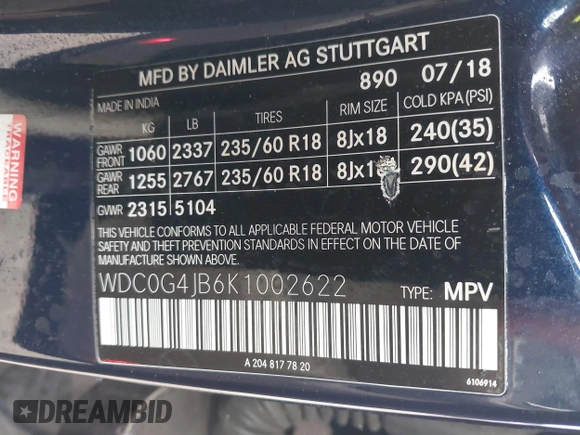 MFD BY DAIMLER AG STUTTGART
890 07/18
MADE IN INDIA
KG LB TIRES RIM SIZE COLD KPA(PSI)
GAWR FRONT 1060 2337 235/60 R18 8Jx18 240(35)
GAWR REAR 1255 2767 235/60 R18 8Jx1 290(42)
GVWR 2315 5104
THIS VEHICLE CONFORMS TO ALL APPLICABLE FEDERAL MOTOR VEHICLE
SAFETY AND THEFT PREVENTION STANDARDS IN EFFECT ON THE DATE OF
MANUFACTURE SHOWN ABOVE.
WDC0G4JB6K1002622 TYPE: MPV
A 204 817 78 20
6106914
WARNING
DREAMBID